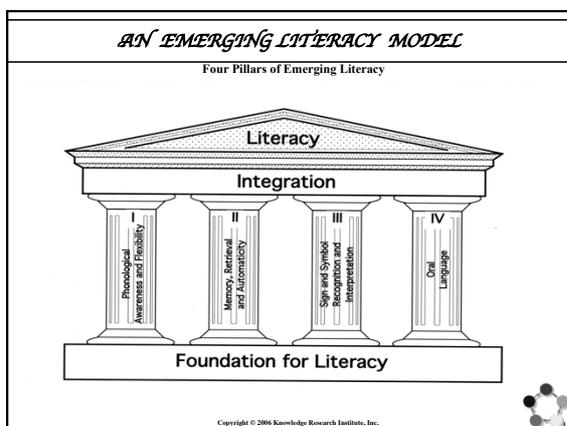 AN EMERGING LITERACY MODEL
Four Pillars of Emerging Literacy
Literacy
Integration
I
Phonological
Awareness and Flexibility
II
Memory, Retrieval
and Automaticity
III
Sign and Symbol
Recognition and
Interpretation
IV
Oral
Language
Foundation for Literacy
Copyright © 2006 Knowledge Research Institute, Inc.